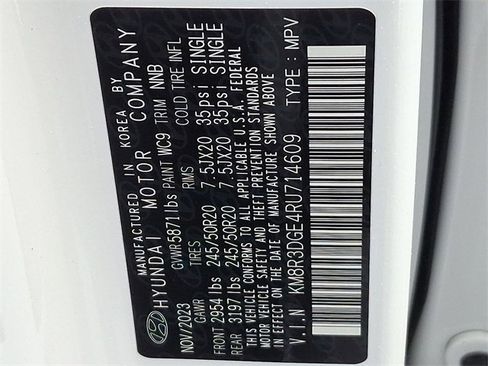 MANUFACTURED IN KOREA BY
HYUNDAI MOTOR COMPANY
NOV/2023 GVWR 5871 lbs PAINT WC9 TRIM NNB
GAWR TIRES RIMS COLD TIRE INFL
FRONT 2954 lbs 245/50R20 7.5JX20 35psi SINGLE
REAR 3197 lbs 245/50R20 7.5JX20 35psi SINGLE
THIS VEHICLE CONFORMS TO ALL APPLICABLE U.S.A. FEDERAL
MOTOR VEHICLE SAFETY AND THEFT PREVENTION STANDARDS
IN EFFECT ON THE DATE OF MANUFACTURE SHOWN ABOVE
V.I.N KM8R3DGE4RU714609 TYPE: MPV